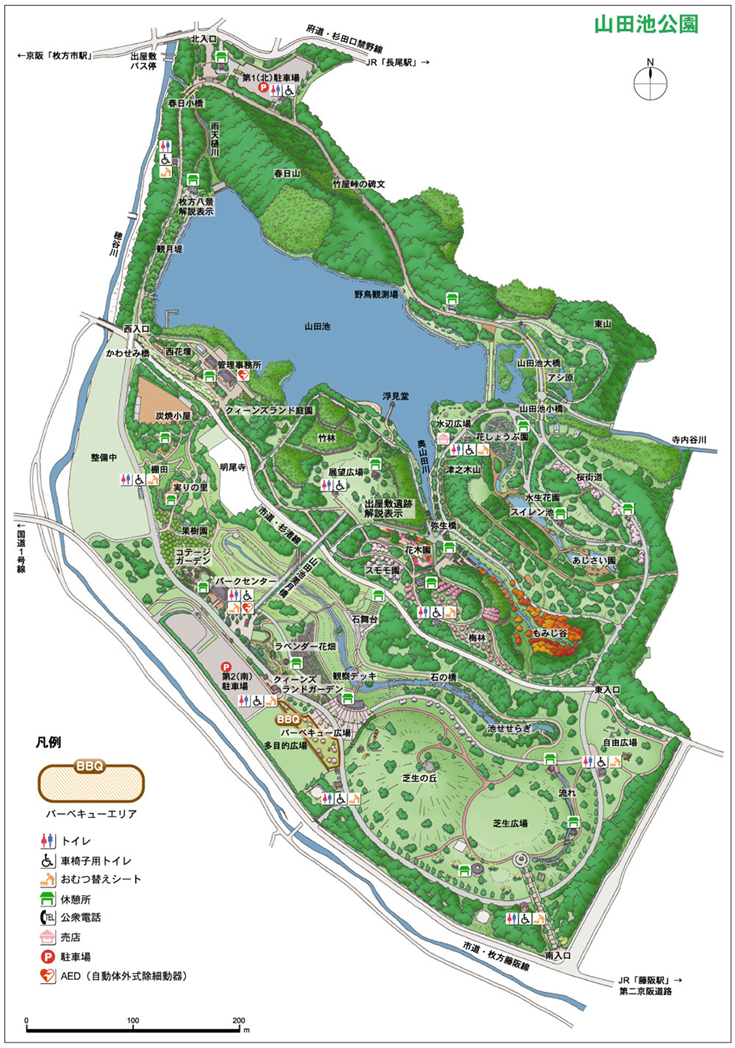 山田池公園
北入口
府道・杉田口禁野線
←京阪「枚方市駅」
出屋敷
バス停
JR「長尾駅」→
N
第1(北)駐車場
P
春日小橋
雨天樋川
春日山
竹屋峠の碑文
枚方八景
解説表示
穂谷川
観月堤
野鳥観測場
山田池
東山
西入口
かわせみ橋
西花壇
管理事務所
山田池大橋
アシ原
浮見堂
山田池小橋
クィーンズランド庭園
炭焼小屋
水辺広場
花しょうぶ園
寺内谷川
竹林
奥山田川
整備中
棚田
明尾寺
展望広場
津之木山
桜街道
実りの里
水生花園
スイレン池
出屋敷遺跡
解説表示
←国道1号線
果樹園
市道・杉渚線
弥生橋
花木園
あじさい園
コテージ
ガーデン
山田池月橋
スモモ園
パークセンター
石舞台
梅林
もみじ谷
ラベンダー花畑
P
第2(南)
駐車場
クィーンズ
ランドガーデン
観察デッキ
石の橋
東入口
BBQ
バーベキュー広場
池せせらぎ
自由広場
多目的広場
凡例
BBQ
バーベキューエリア
芝生の丘
流れ
芝生広場
トイレ
車椅子用トイレ
おむつ替えシート
休憩所
TEL
公衆電話
売店
P
駐車場
AED（自動体外式除細動器）
市道・枚方藤阪線
南入口
JR「藤阪駅」→
第二京阪道路
0
100
200
m